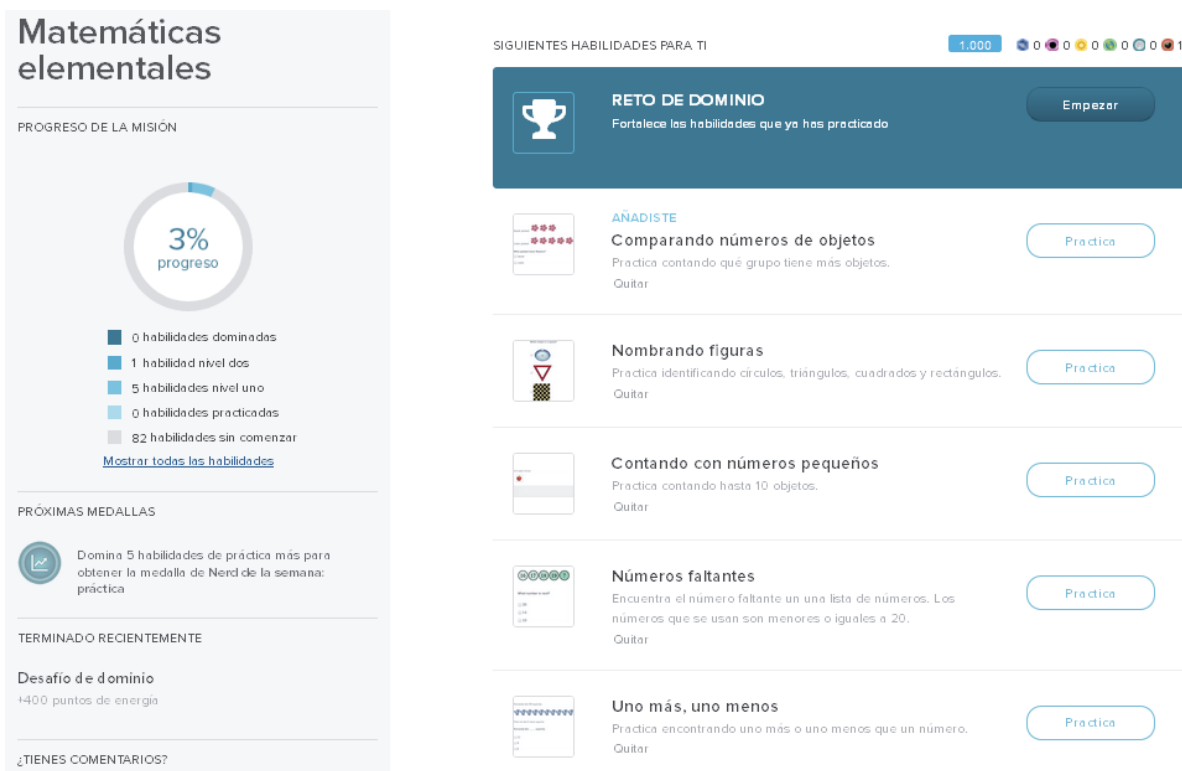 Matemáticas
elementales
PROGRESO DE LA MISIÓN
3%
progreso
0 habilidades dominadas
1 habilidad nivel dos
5 habilidades nivel uno
0 habilidades practicadas
82 habilidades sin comenzar
Mostrar todas las habilidades
PRÓXIMAS MEDALLAS
Domina 5 habilidades de práctica más para
obtener la medalla de Nerd de la semana:
práctica
TERMINADO RECIENTEMENTE
Desafío de dominio
+400 puntos de energía
¿TIENES COMENTARIOS?
SIGUIENTES HABILIDADES PARA TI
1.000 0 0 0 0 0 1
RETO DE DOMINIO
Fortalece las habilidades que ya has practicado
Empezar
AÑADISTE
Comparando números de objetos
Practica contando qué grupo tiene más objetos.
Quitar
Practica
Nombrando figuras
Practica identificando círculos, triángulos, cuadrados y rectángulos.
Quitar
Practica
Contando con números pequeños
Practica contando hasta 10 objetos.
Quitar
Practica
Números faltantes
Encuentra el número faltante un una lista de números. Los
números que se usan son menores o iguales a 20.
Quitar
Practica
Uno más, uno menos
Practica encontrando uno más o uno menos que un número.
Quitar
Practica